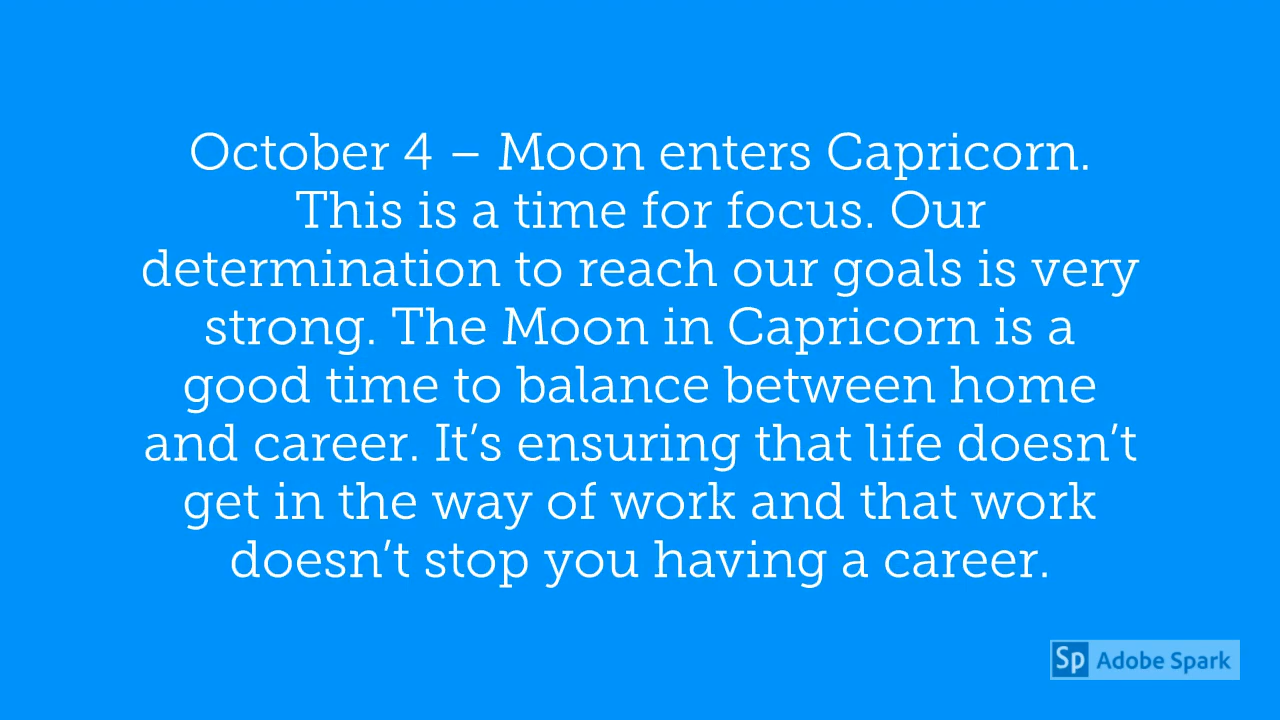 October 4 – Moon enters Capricorn.
This is a time for focus. Our
determination to reach our goals is very
strong. The Moon in Capricorn is a
good time to balance between home
and career. It’s ensuring that life doesn’t
get in the way of work and that work
doesn’t stop you having a career.
Sp Adobe Spark